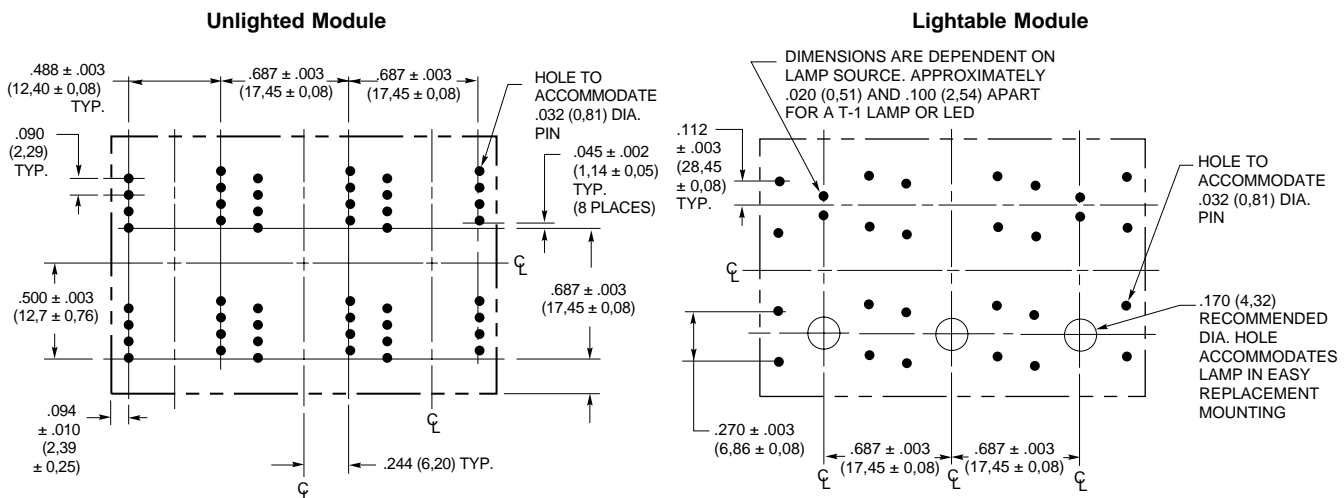 Unlighted Module
.488 ± .003
(12,40 ± 0,08)
TYP.
.687 ± .003
(17,45 ± 0,08)
.687 ± .003
(17,45 ± 0,08)
HOLE TO
ACCOMMODATE
.032 (0,81) DIA.
PIN
.090
(2,29)
TYP.
.045 ± .002
(1,14 ± 0,05)
TYP.
(8 PLACES)
℄
.500 ± .003
(12,7 ± 0,76)
.687 ± .003
(17,45 ± 0,08)
.094
± .010
(2,39
± 0,25)
℄
.244 (6,20) TYP.
℄
Lightable Module
DIMENSIONS ARE DEPENDENT ON
LAMP SOURCE. APPROXIMATELY
.020 (0,51) AND .100 (2,54) APART
FOR A T-1 LAMP OR LED
.112
± .003
(28,45
± 0,08)
TYP.
HOLE TO
ACCOMMODATE
.032 (0,81) DIA.
PIN
℄
.170 (4,32)
RECOMMENDED
DIA. HOLE
ACCOMMODATES
LAMP IN EASY
REPLACEMENT
MOUNTING
.270 ± .003
(6,86 ± 0,08)
.687 ± .003
(17,45 ± 0,08)
.687 ± .003
(17,45 ± 0,08)
℄
℄
℄